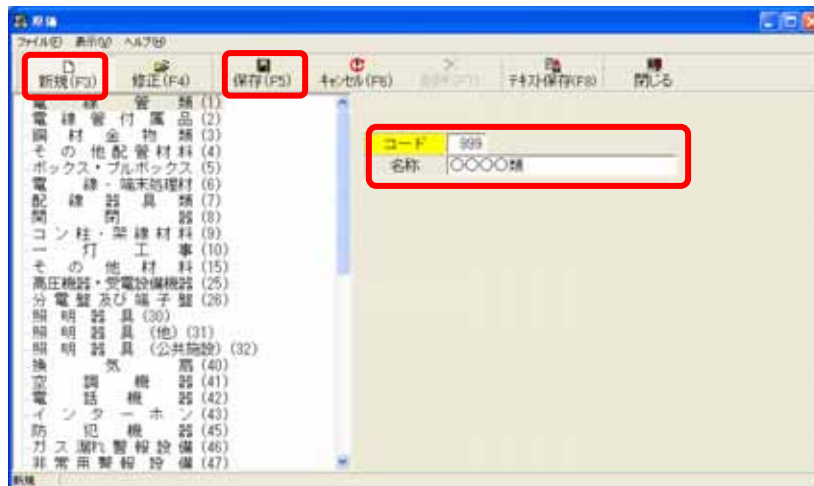 原価
ファイル(F) 表示(V) ヘルプ(H)
新規(F3) 修正(F4) 保存(F5) キャンセル(F6) テキスト保存(F8) 閉じる
電線管類(1)
電線管付属品(2)
鋼材金物類(3)
その他配管材料(4)
ボックス・プルボックス(5)
電線・端末処理材(6)
配線器具類(7)
開閉器(8)
コン柱・架線材料(9)
一灯工事(10)
その他材料(15)
高圧機器・受電設備機器(25)
分電盤及び端子盤(26)
照明器具(30)
照明器具(他)(31)
照明器具(公共施設)(32)
換気扇(40)
空調機器(41)
電話機器(42)
インターホン(43)
防犯機器(45)
ガス漏れ警報設備(46)
非常用警報設備(47)
コード 999
名称 〇〇〇〇類
新規